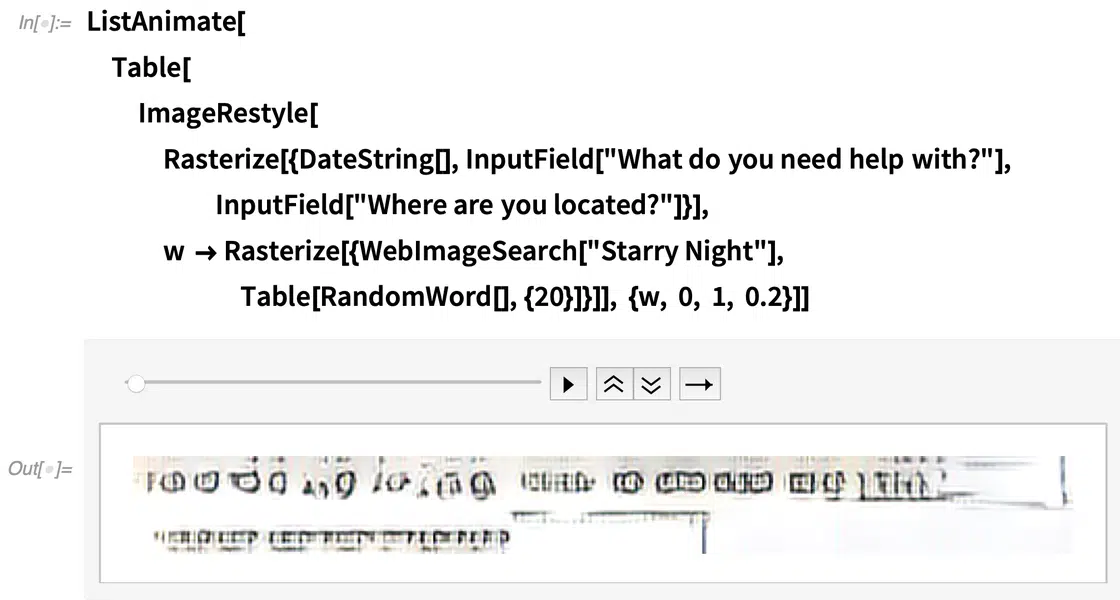 In[◦]:= ListAnimate[
Table[
ImageRestyle[
Rasterize[{DateString[], InputField["What do you need help with?"],
InputField["Where are you located?"]}],
w → Rasterize[{WebImageSearch["Starry Night"],
Table[RandomWord[], {20}]}]], {w, 0, 1, 0.2}]]
Out[◦]=